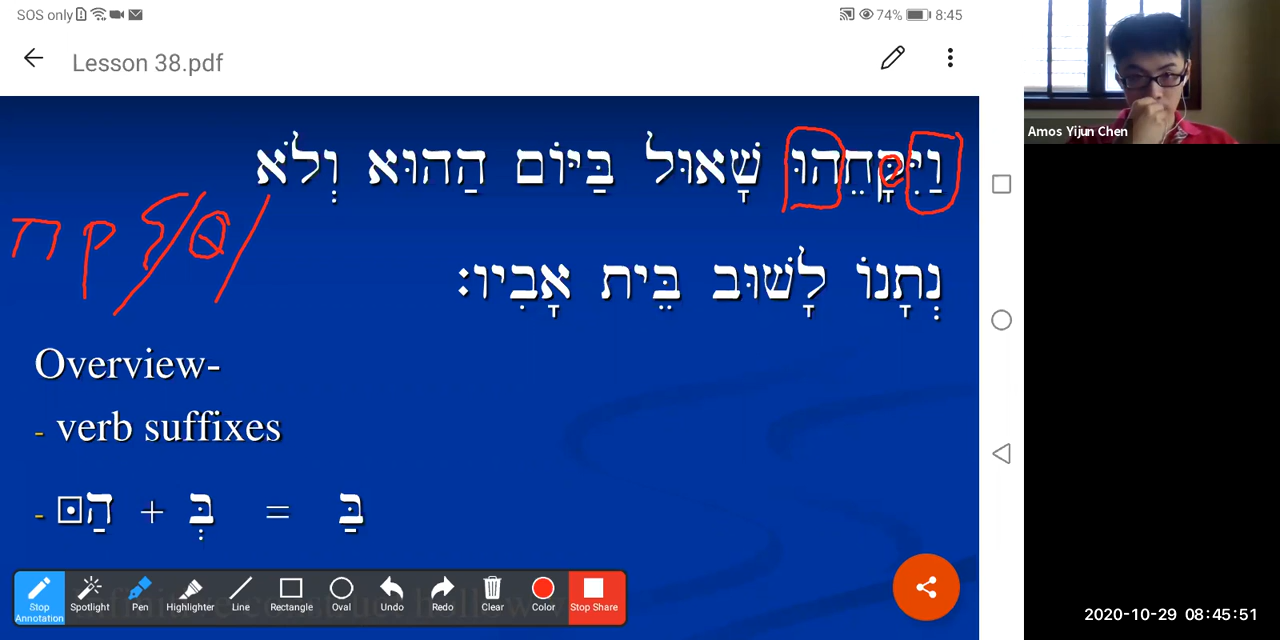 SOS only 74% 8:45
Lesson 38.pdf
Amos Yijun Chen
וַיִּקָּחֵהוּ שָׁאוּל בַּיּוֹם הַהוּא וְלֹא
נְתָנוֹ לָשׁוּב בֵּית אָבִיו׃
ל/ קח
Overview-
- verb suffixes
- הַ + בְּ = בַּ
Stop Annotation Spotlight Pen Highlighter Line Rectangle Oval Undo Redo Clear Color Stop Share
2020-10-29 08:45:51